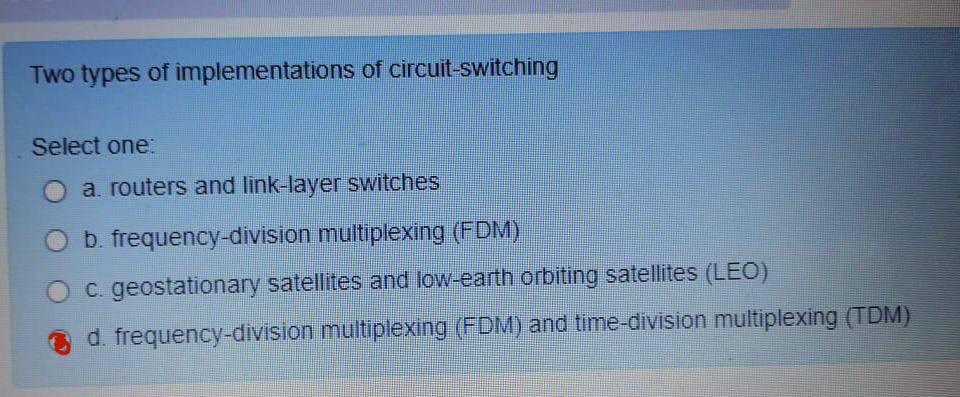 Two types of implementations of circuit-switching
Select one:
a. routers and link-layer switches
b. frequency-division multiplexing (FDM)
c. geostationary satellites and low-earth orbiting satellites (LEO)
d. frequency-division multiplexing (FDM) and time-division multiplexing (TDM)